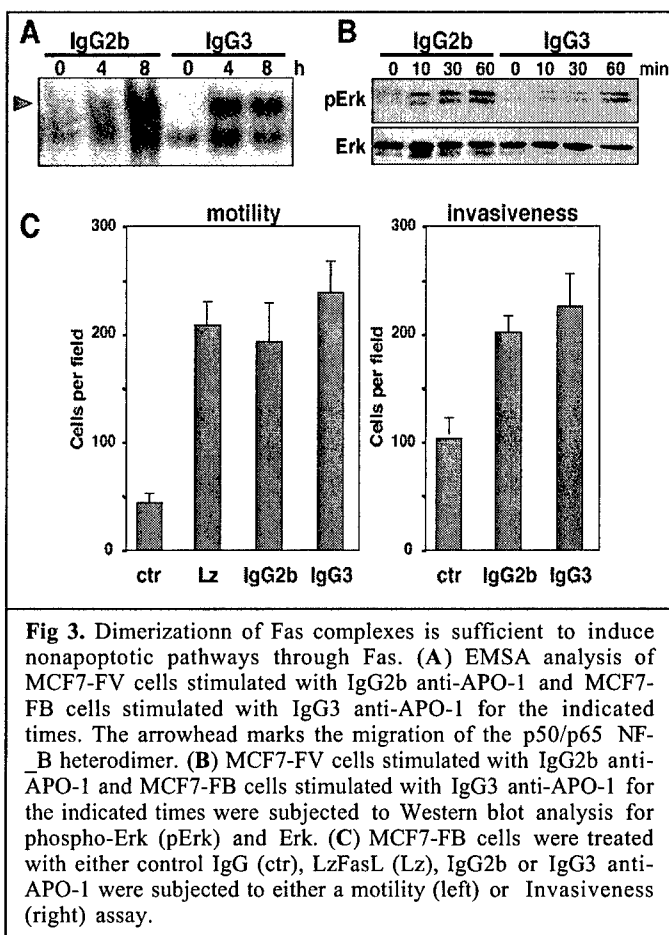 A
B
IgG2b IgG3
IgG2b IgG3
0 4 8 0 4 8 h
0 10 30 60 0 10 30 60 min
pErk
Erk
C
motility
invasiveness
300
200
100
0
Cells per field
ctr Lz IgG2b IgG3
300
200
100
0
Cells per field
ctr IgG2b IgG3
Fig 3. Dimerizationn of Fas complexes is sufficient to induce
nonapoptotic pathways through Fas. (A) EMSA analysis of
MCF7-FV cells stimulated with IgG2b anti-APO-1 and MCF7-
FB cells stimulated with IgG3 anti-APO-1 for the indicated
times. The arrowhead marks the migration of the p50/p65 NF-
_B heterodimer. (B) MCF7-FV cells stimulated with IgG2b anti-
APO-1 and MCF7-FB cells stimulated with IgG3 anti-APO-1 for
the indicated times were subjected to Western blot analysis for
phospho-Erk (pErk) and Erk. (C) MCF7-FB cells were treated
with either control IgG (ctr), LzFasL (Lz), IgG2b or IgG3 anti-
APO-1 were subjected to either a motility (left) or Invasiveness
(right) assay.